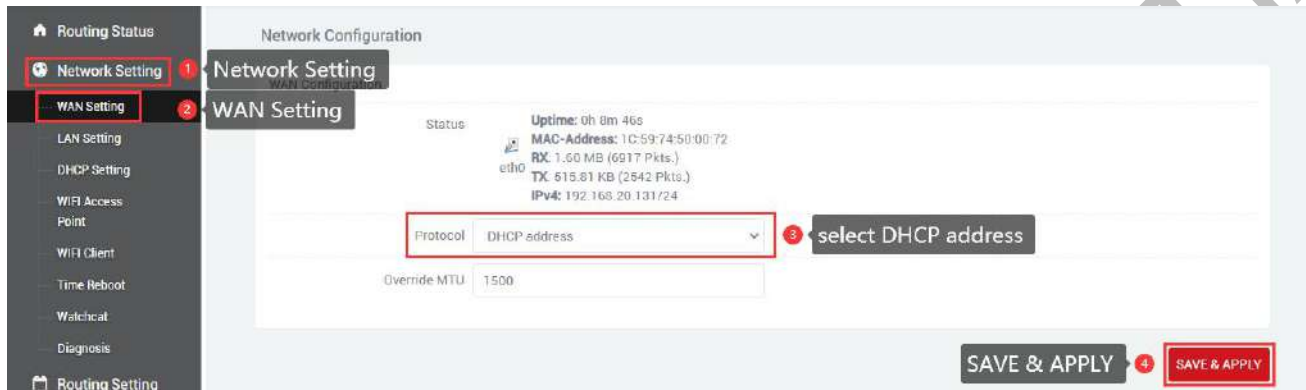 Routing Status
Network Configuration
Network Setting
1
Network Setting
WAN Configuration
WAN Setting
2
WAN Setting
LAN Setting
DHCP Setting
WIFI Access
Point
WIFI Client
Time Reboot
Watchcat
Diagnosis
Routing Setting
Status
eth0
Uptime: 0h 8m 46s
MAC-Address: 1C:59:74:50:00:72
RX: 1.60 MB (6917 Pkts.)
TX: 615.81 KB (2542 Pkts.)
IPv4: 192.168.20.131/24
Protocol
DHCP address
3
select DHCP address
Override MTU
1500
SAVE & APPLY
4
SAVE & APPLY